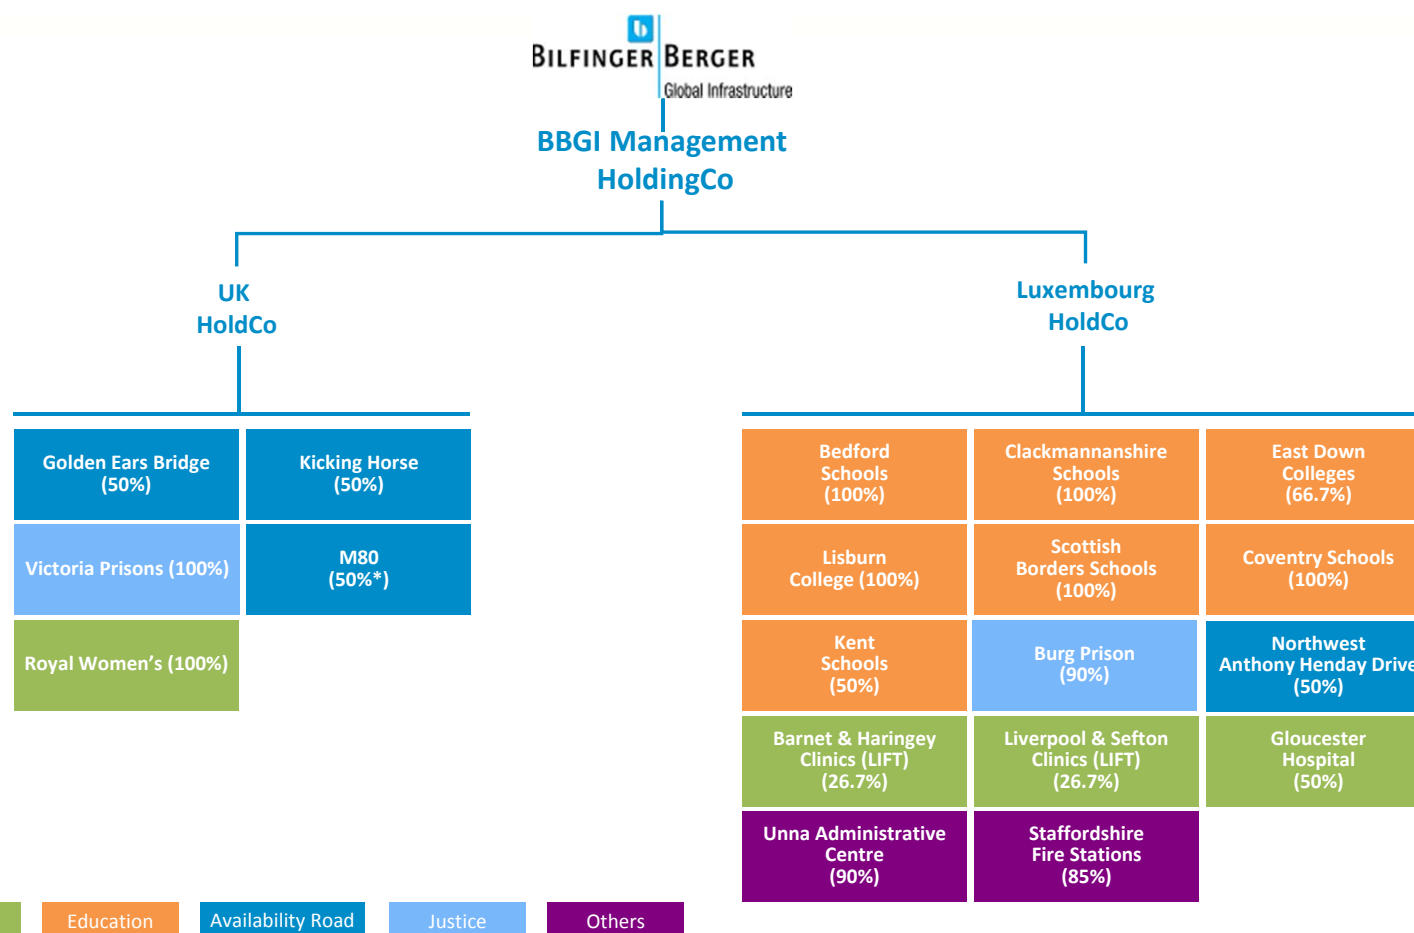 b
BILFINGER BERGER
Global Infrastructure
BBGI Management
HoldingCo
UK
HoldCo
Luxembourg
HoldCo
Golden Ears Bridge
(50%)
Kicking Horse
(50%)
Victoria Prisons (100%)
M80
(50%*)
Royal Women's (100%)
Bedford
Schools
(100%)
Clackmannanshire
Schools
(100%)
East Down
Colleges
(66.7%)
Lisburn
College (100%)
Scottish
Borders Schools
(100%)
Coventry Schools
(100%)
Kent
Schools
(50%)
Burg Prison
(90%)
Northwest
Anthony Henday Drive
(50%)
Barnet & Haringey
Clinics (LIFT)
(26.7%)
Liverpool & Sefton
Clinics (LIFT)
(26.7%)
Gloucester
Hospital
(50%)
Unna Administrative
Centre
(90%)
Staffordshire
Fire Stations
(85%)
Education
Availability Road
Justice
Others